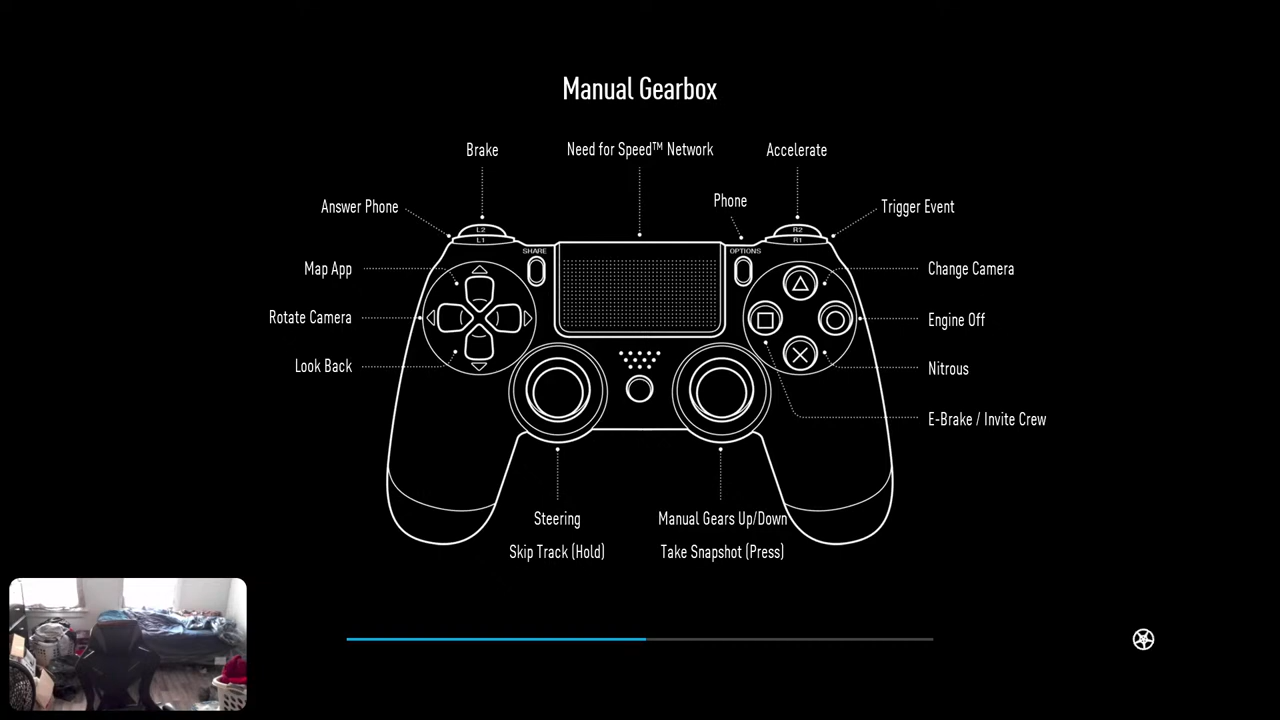 Manual Gearbox
Brake
Need for Speed™ Network
Accelerate
Answer Phone
Phone
Trigger Event
L2
L1
R2
R1
SHARE
OPTIONS
Map App
Change Camera
Rotate Camera
Engine Off
Look Back
Nitrous
E-Brake / Invite Crew
Steering
Manual Gears Up/Down
Skip Track (Hold)
Take Snapshot (Press)